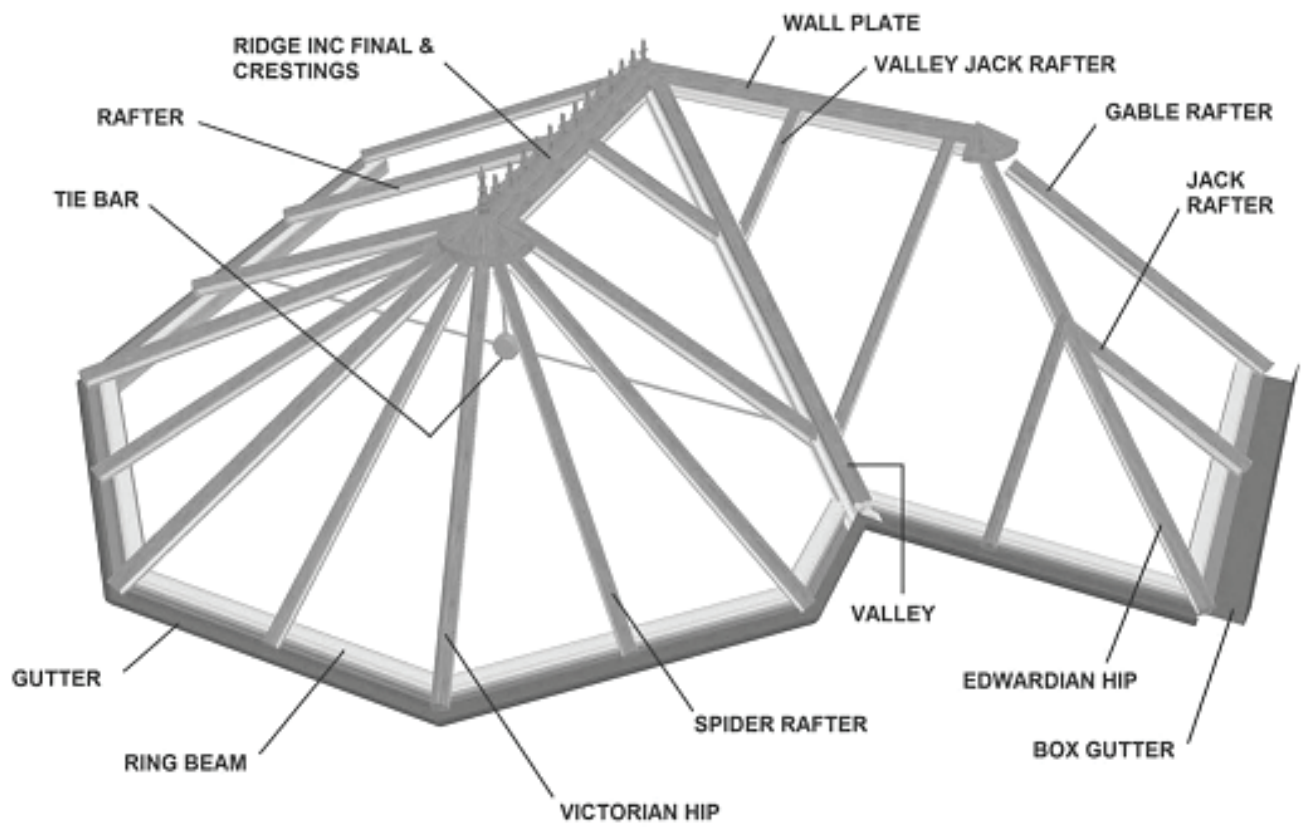 WALL PLATE
RIDGE INC FINAL &
CRESTINGS
VALLEY JACK RAFTER
RAFTER
GABLE RAFTER
TIE BAR
JACK
RAFTER
VALLEY
GUTTER
EDWARDIAN HIP
SPIDER RAFTER
BOX GUTTER
RING BEAM
VICTORIAN HIP